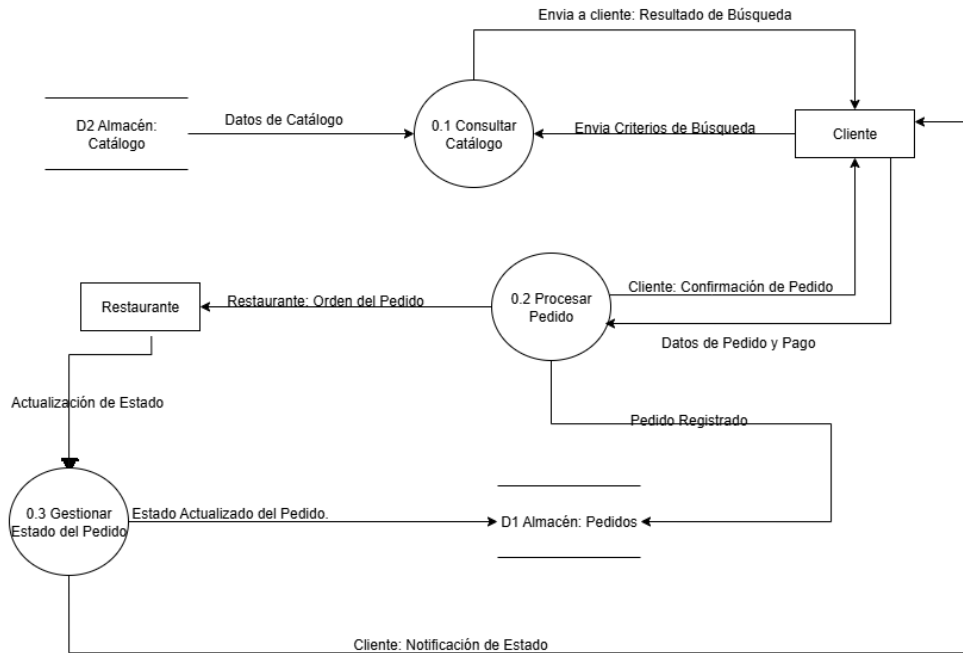 Envia a cliente: Resultado de Búsqueda
D2 Almacén:
Catálogo
Datos de Catálogo
0.1 Consultar
Catálogo
Envia Criterios de Búsqueda
Cliente
Restaurante
Restaurante: Orden del Pedido
0.2 Procesar
Pedido
Cliente: Confirmación de Pedido
Datos de Pedido y Pago
Actualización de Estado
Pedido Registrado
0.3 Gestionar
Estado del Pedido
Estado Actualizado del Pedido.
D1 Almacén: Pedidos
Cliente: Notificación de Estado